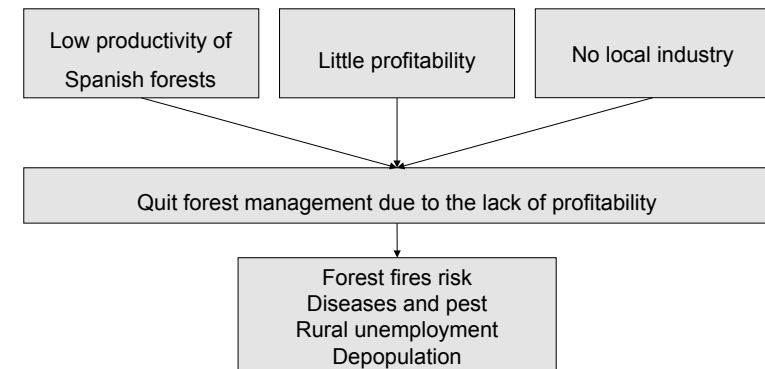 Low productivity of
Spanish forests
Little profitability
No local industry
Quit forest management due to the lack of profitability
Forest fires risk
Diseases and pest
Rural unemployment
Depopulation